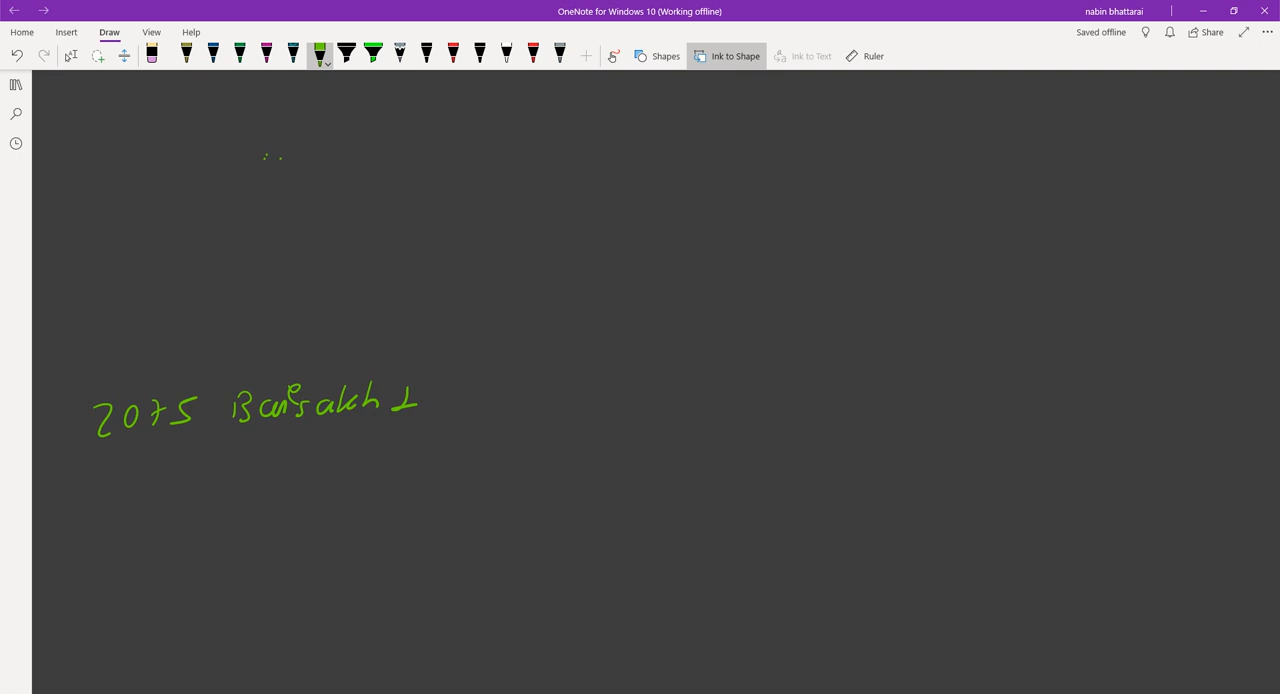 OneNote for Windows 10 (Working offline)
nabin bhattarai
Home Insert Draw View Help
Saved offline
Share
Shapes
Ink to Shape
Ink to Text
Ruler
2075 Baisakh 1